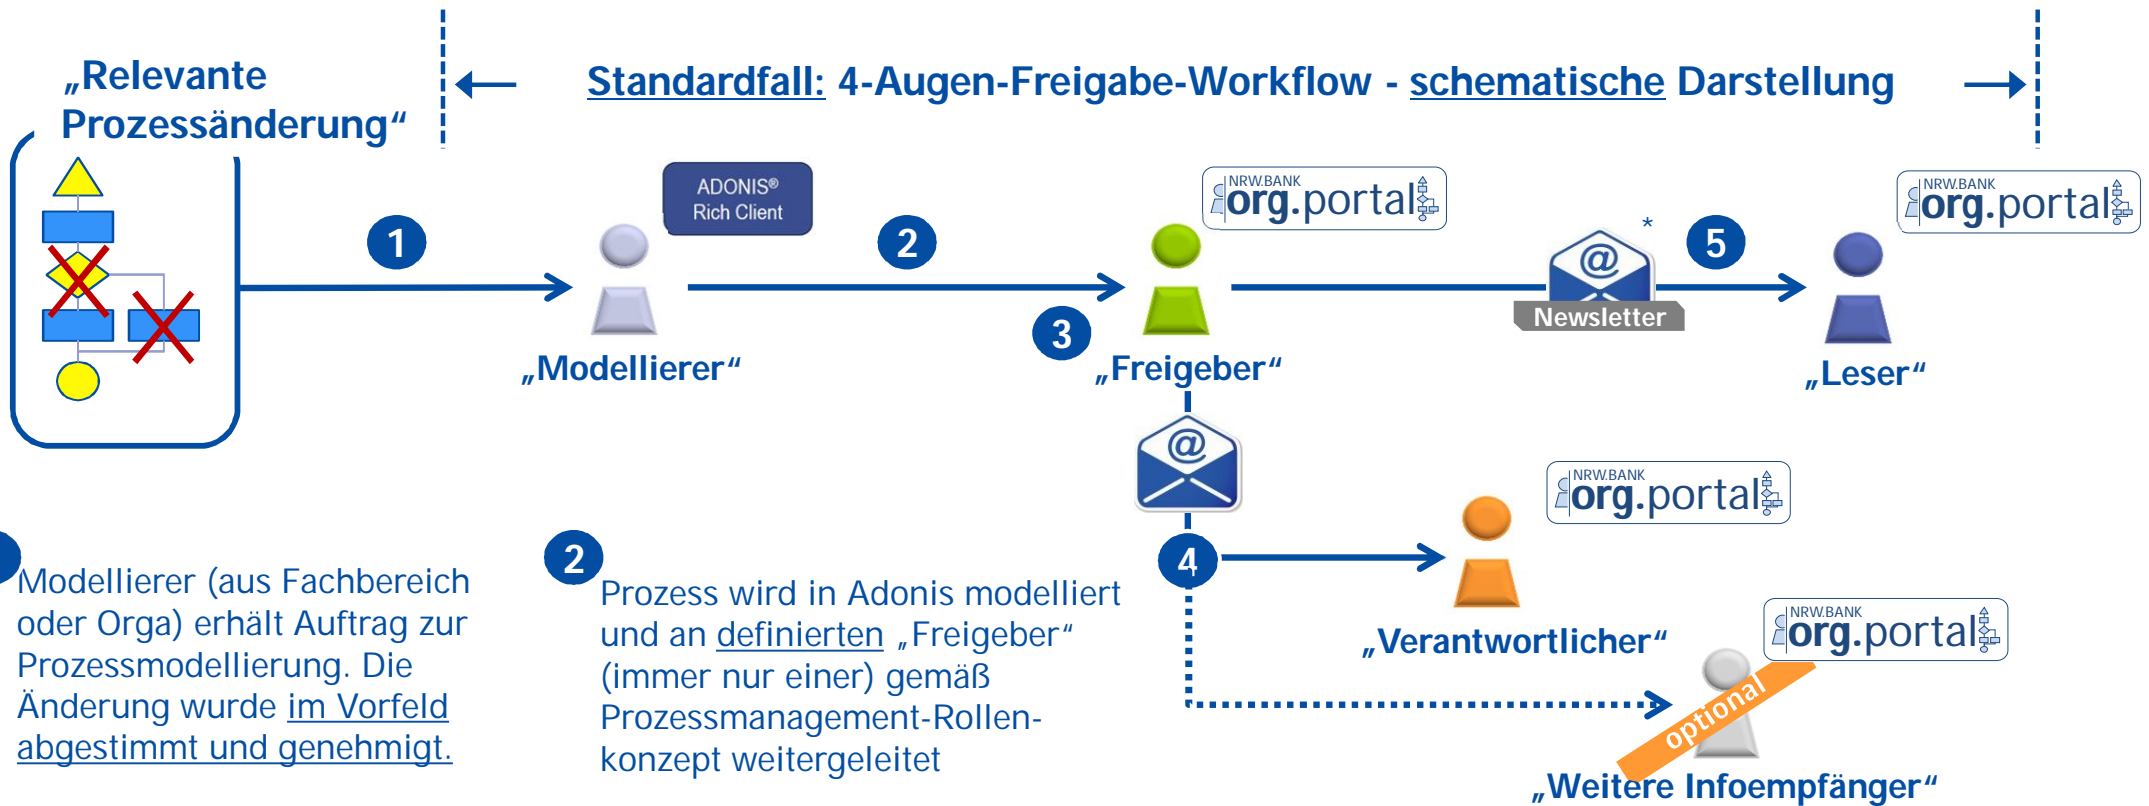 „Relevante
Prozessänderung“
Standardfall: 4-Augen-Freigabe-Workflow - schematische Darstellung
ADONIS®
Rich Client
NRW.BANK
org.portal
NRW.BANK
org.portal
1
2
*
5
Newsletter
3
„Modellierer“
„Freigeber“
„Leser“
@
@
NRW.BANK
org.portal
4
„Verantwortlicher“
NRW.BANK
org.portal
optional
„Weitere Infoempfänger“
Modellierer (aus Fachbereich
oder Orga) erhält Auftrag zur
Prozessmodellierung. Die
Änderung wurde im Vorfeld
abgestimmt und genehmigt.
2
Prozess wird in Adonis modelliert
und an definierten „Freigeber“
(immer nur einer) gemäß
Prozessmanagement-Rollen-
konzept weitergeleitet